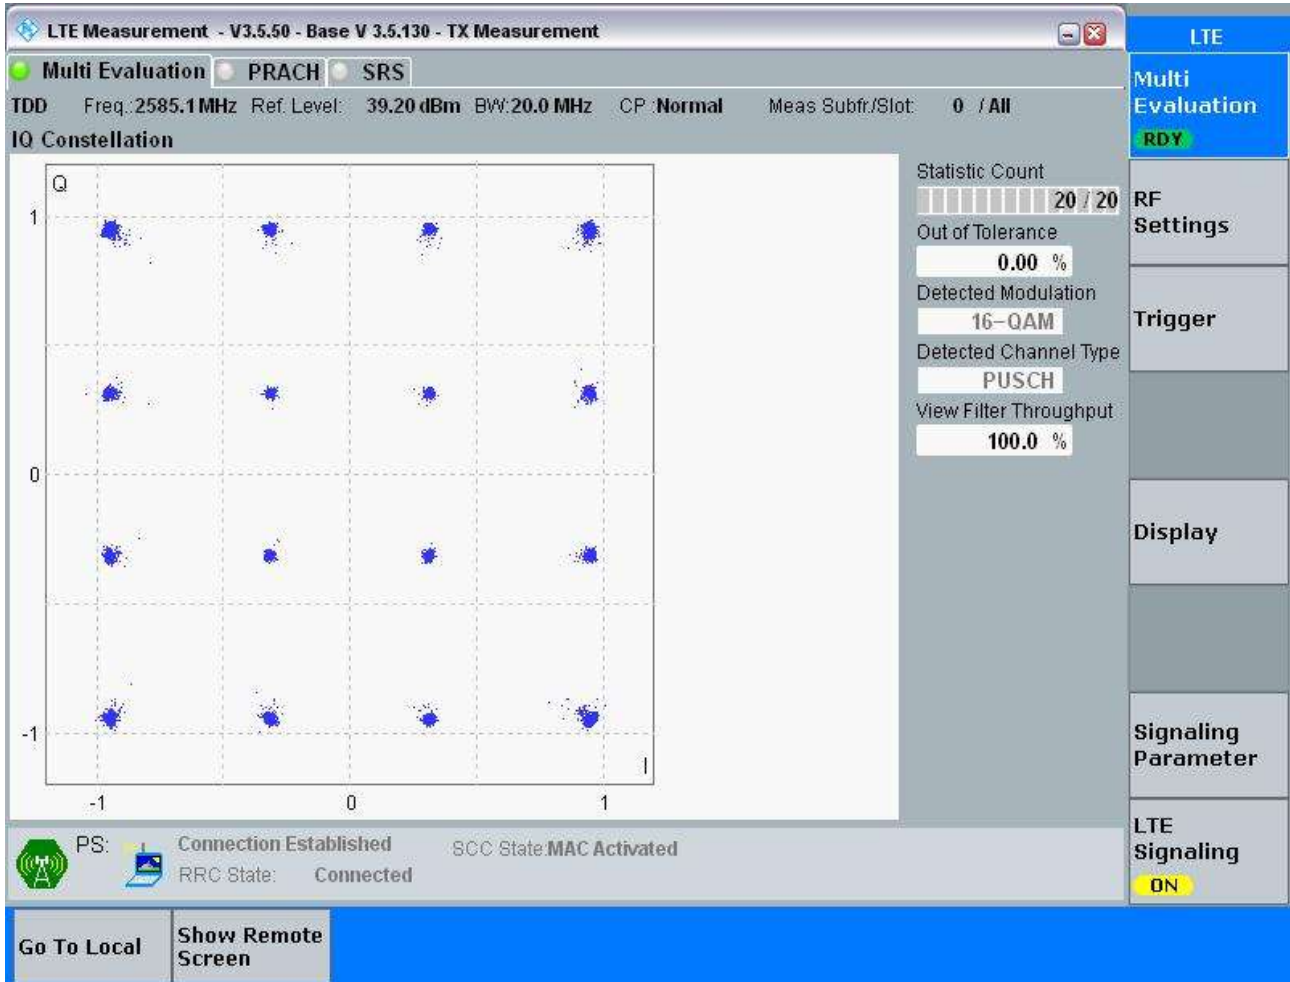 LTE Measurement - V3.5.50 - Base V 3.5.130 - TX Measurement
LTE
Multi Evaluation PRACH SRS
Multi
Evaluation
RDY
TDD Freq.:2585.1 MHz Ref. Level: 39.20 dBm BW:20.0 MHz CP :Normal Meas Subfr./Slot: 0 / All
IQ Constellation
Q
1
0
-1
I
-1 0 1
Statistic Count
20 / 20
Out of Tolerance
0.00 %
Detected Modulation
16-QAM
Detected Channel Type
PUSCH
View Filter Throughput
100.0 %
RF
Settings
Trigger
Display
Signaling
Parameter
LTE
Signaling
ON
PS: Connection Established SCC State:MAC Activated
RRC State: Connected
Go To Local
Show Remote
Screen